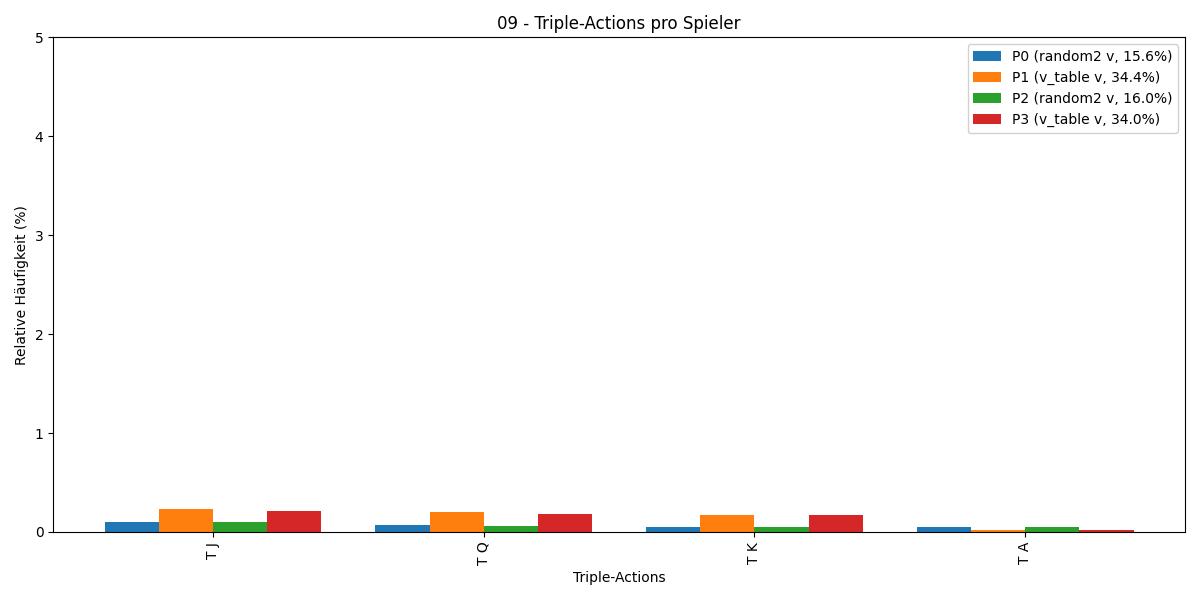 09 - Triple-Actions pro Spieler
P0 (random2 v, 15.6%)
P1 (v_table v, 34.4%)
P2 (random2 v, 16.0%)
P3 (v_table v, 34.0%)
Relative Häufigkeit (%)
5
4
3
2
1
0
T J
T Q
T K
T A
Triple-Actions